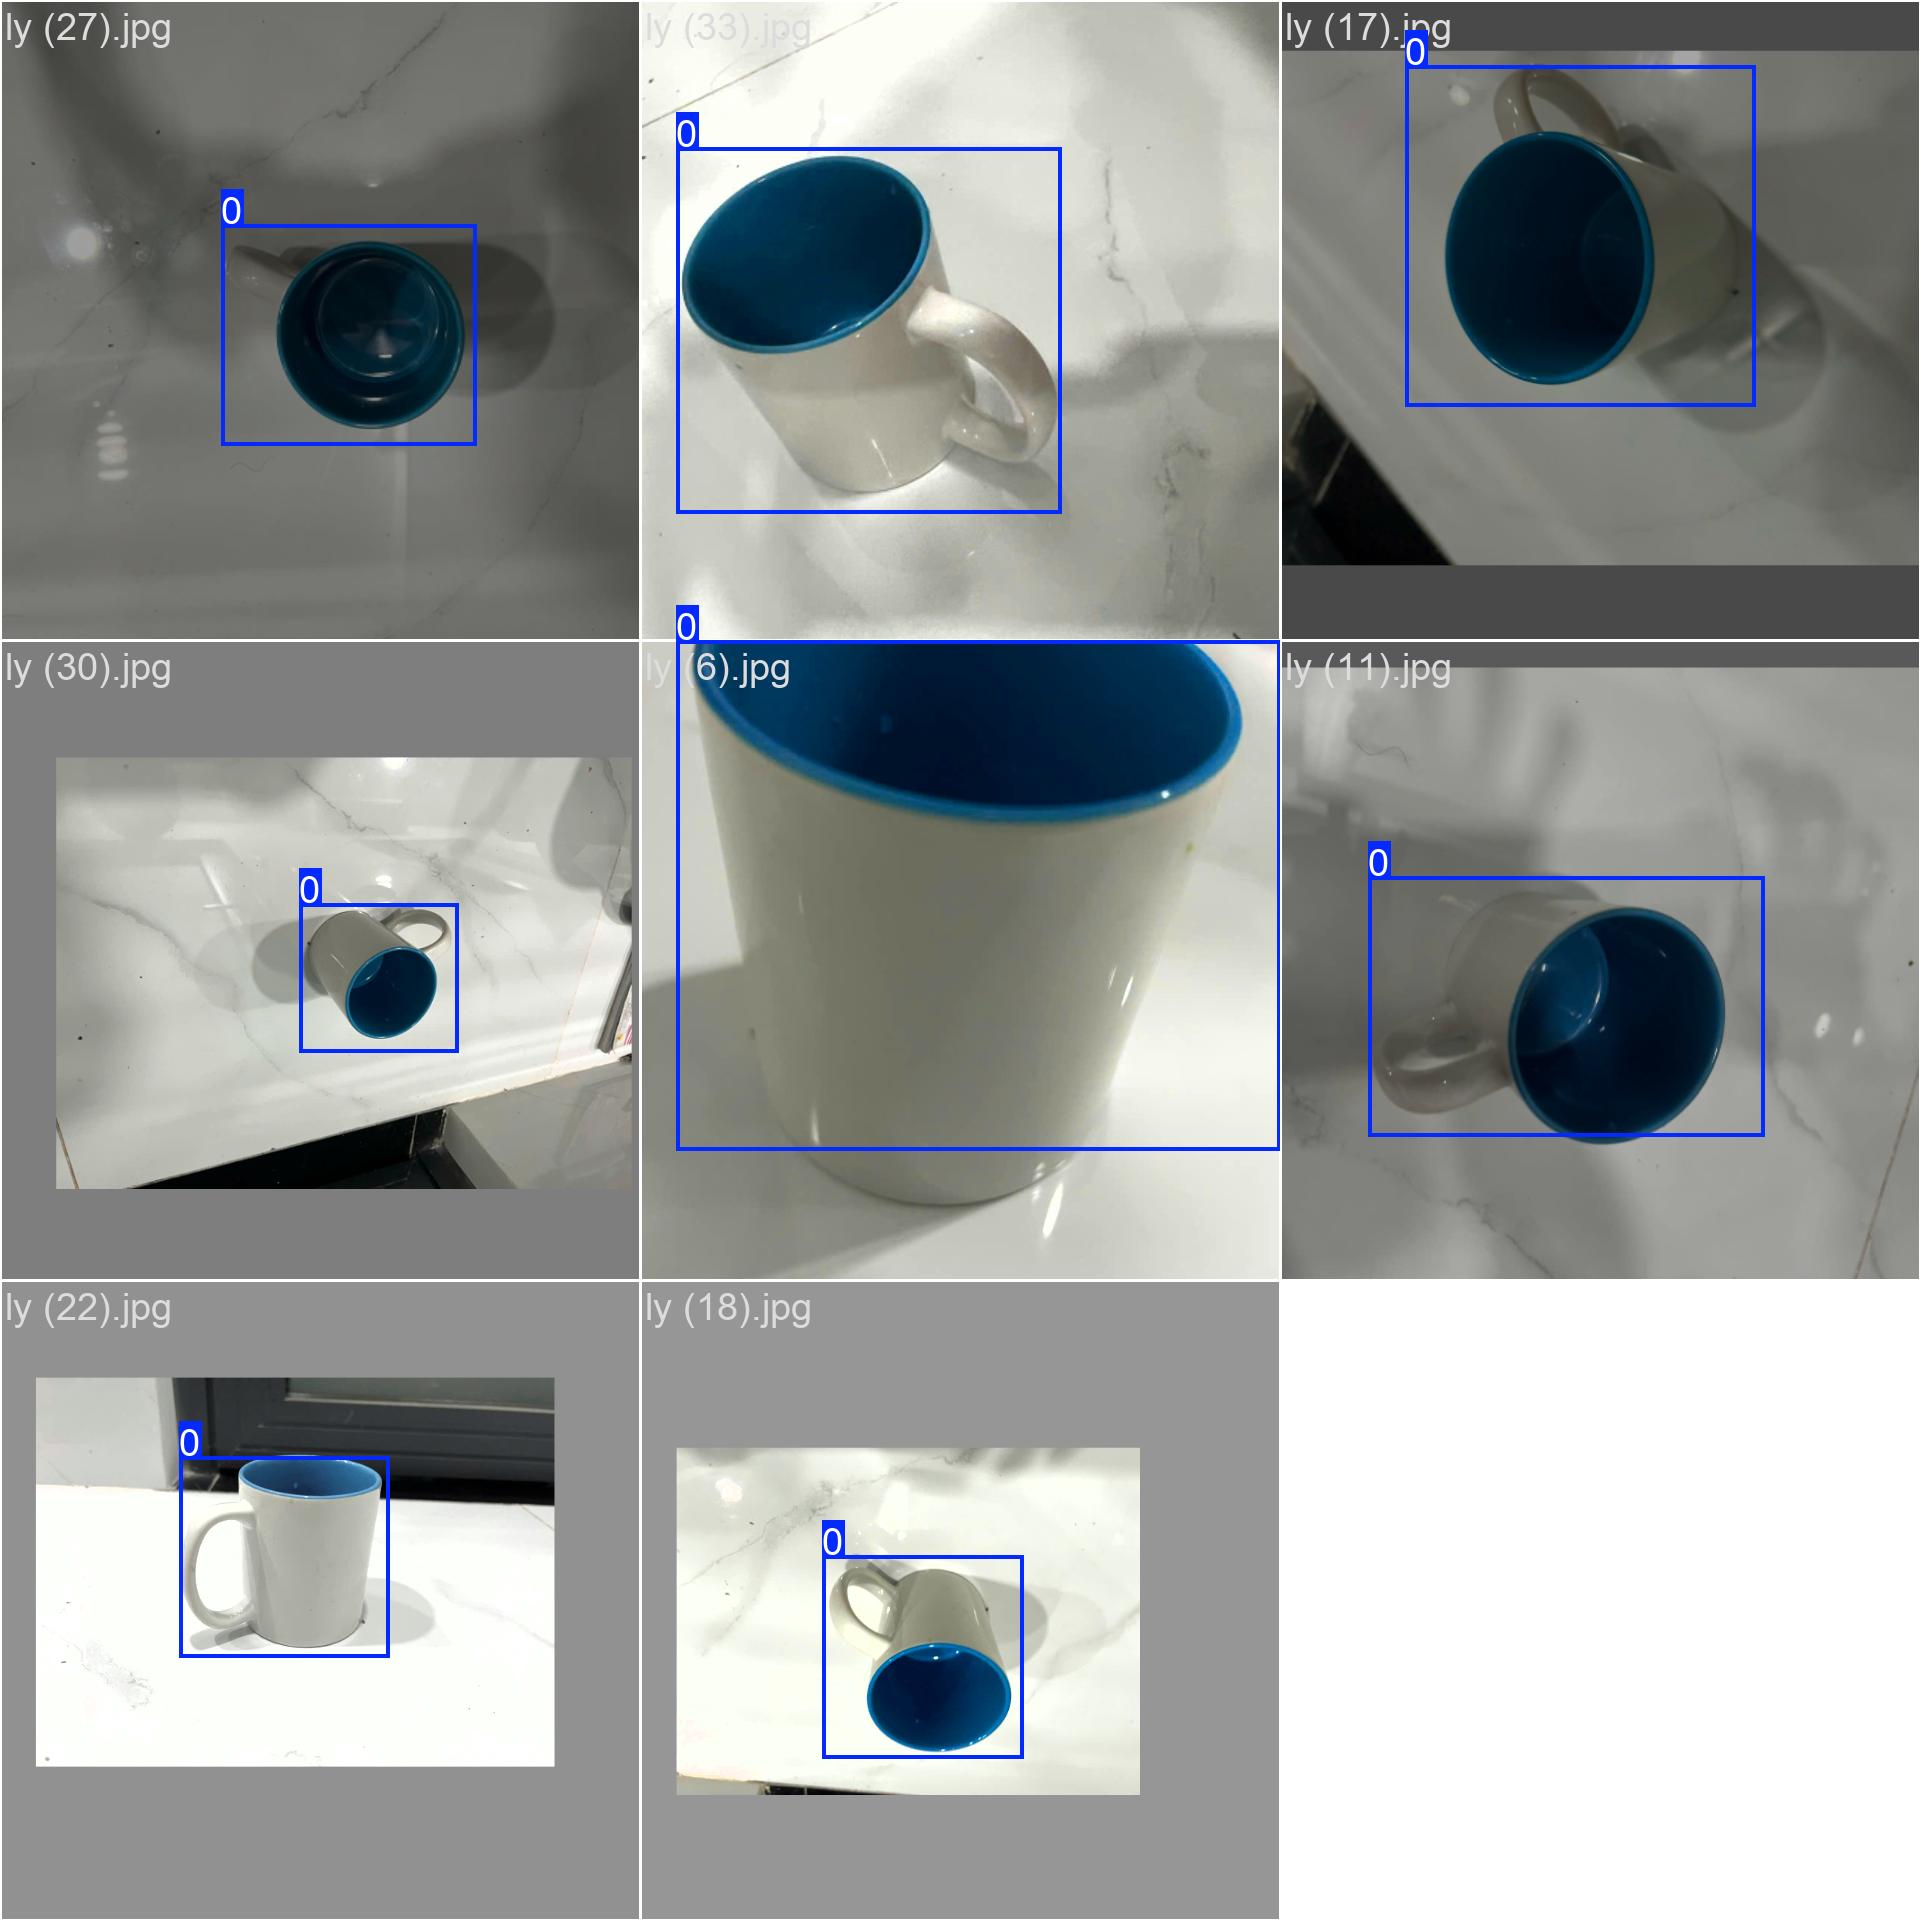 ly (27).jpg
ly (33).jpg
ly (17).jpg
0
0
0
ly (30).jpg
ly (6).jpg
ly (11).jpg
0
0
0
ly (22).jpg
ly (18).jpg
0
0